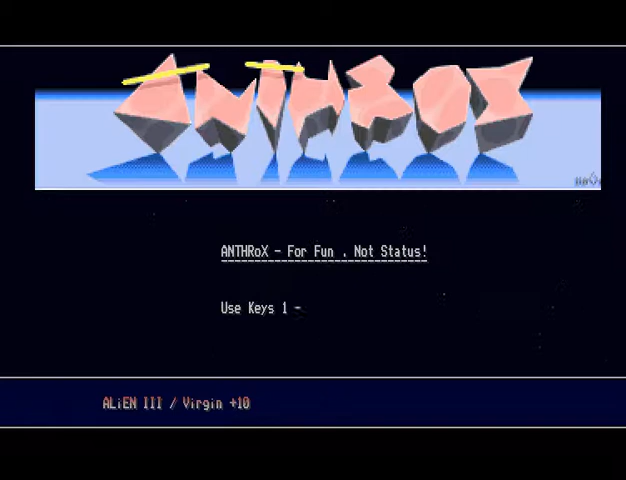 ANTHROX
ANTHRoX - For Fun . Not Status!
Use Keys 1 -
ALiEN III / Virgin +10